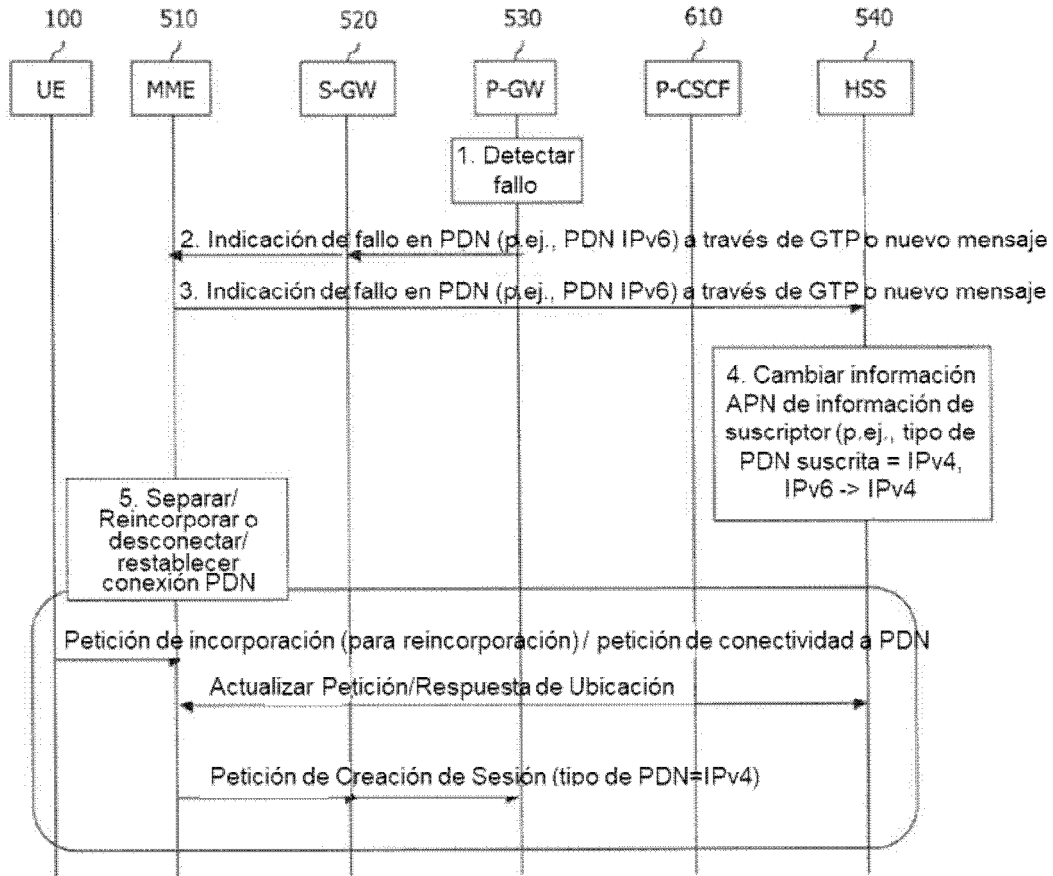 100 510 520 530 610 540
UE MME S-GW P-GW P-CSCF HSS
1. Detectar
fallo
2. Indicación de fallo en PDN (p.ej., PDN IPv6) a través de GTP o nuevo mensaje
3. Indicación de fallo en PDN (p.ej., PDN IPv6) a través de GTP o nuevo mensaje
4. Cambiar información
APN de información de
suscriptor (p.ej., tipo de
PDN suscrita = IPv4,
IPv6 -> IPv4
5. Separar/
Reincorporar o
desconectar/
restablecer
conexión PDN
Petición de incorporación (para reincorporación) / petición de conectividad a PDN
Actualizar Petición/Respuesta de Ubicación
Petición de Creación de Sesión (tipo de PDN=IPv4)